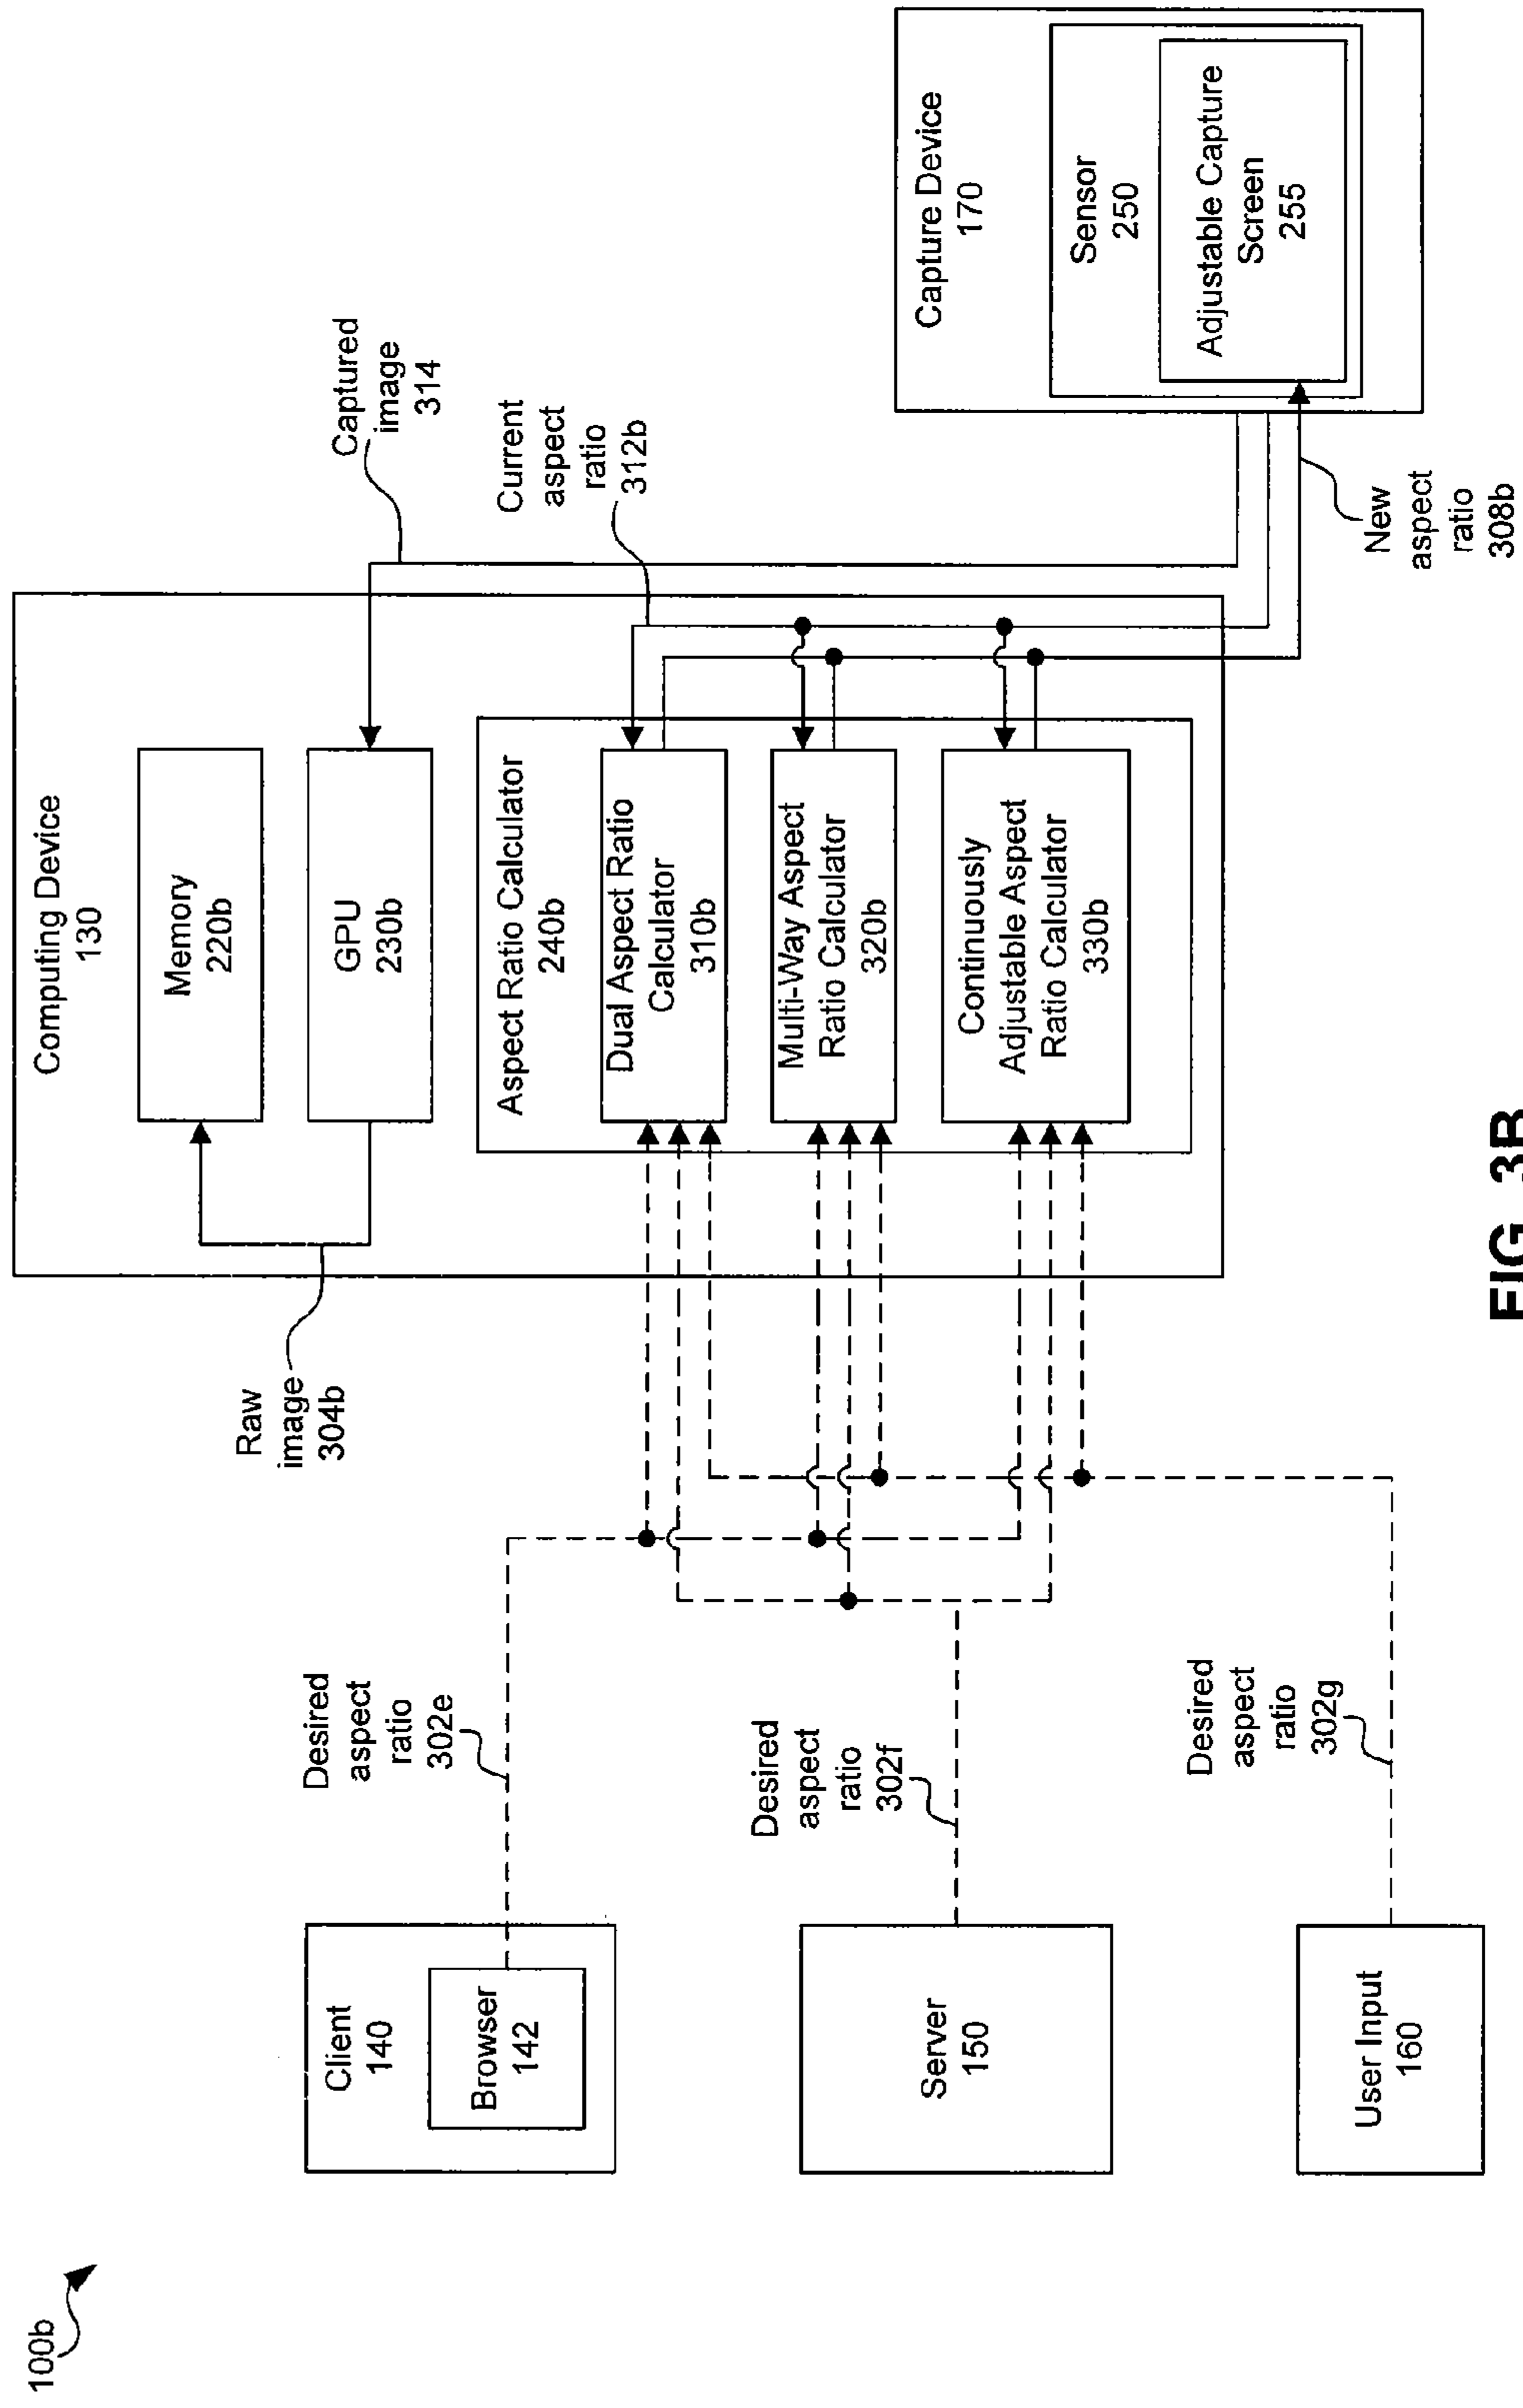 100b
Client
140
Browser
142
Server
150
User Input
160
Desired
aspect
ratio
302e
Desired
aspect
ratio
302f
Desired
aspect
ratio
302g
Raw
image
304b
Computing Device
130
Memory
220b
GPU
230b
Aspect Ratio Calculator
240b
Dual Aspect Ratio
Calculator
310b
Multi-Way Aspect
Ratio Calculator
320b
Continuously
Adjustable Aspect
Ratio Calculator
330b
Captured
image
314
Current
aspect
ratio
312b
New
aspect
ratio
308b
Capture Device
170
Sensor
250
Adjustable Capture
Screen
255
FIG. 3B